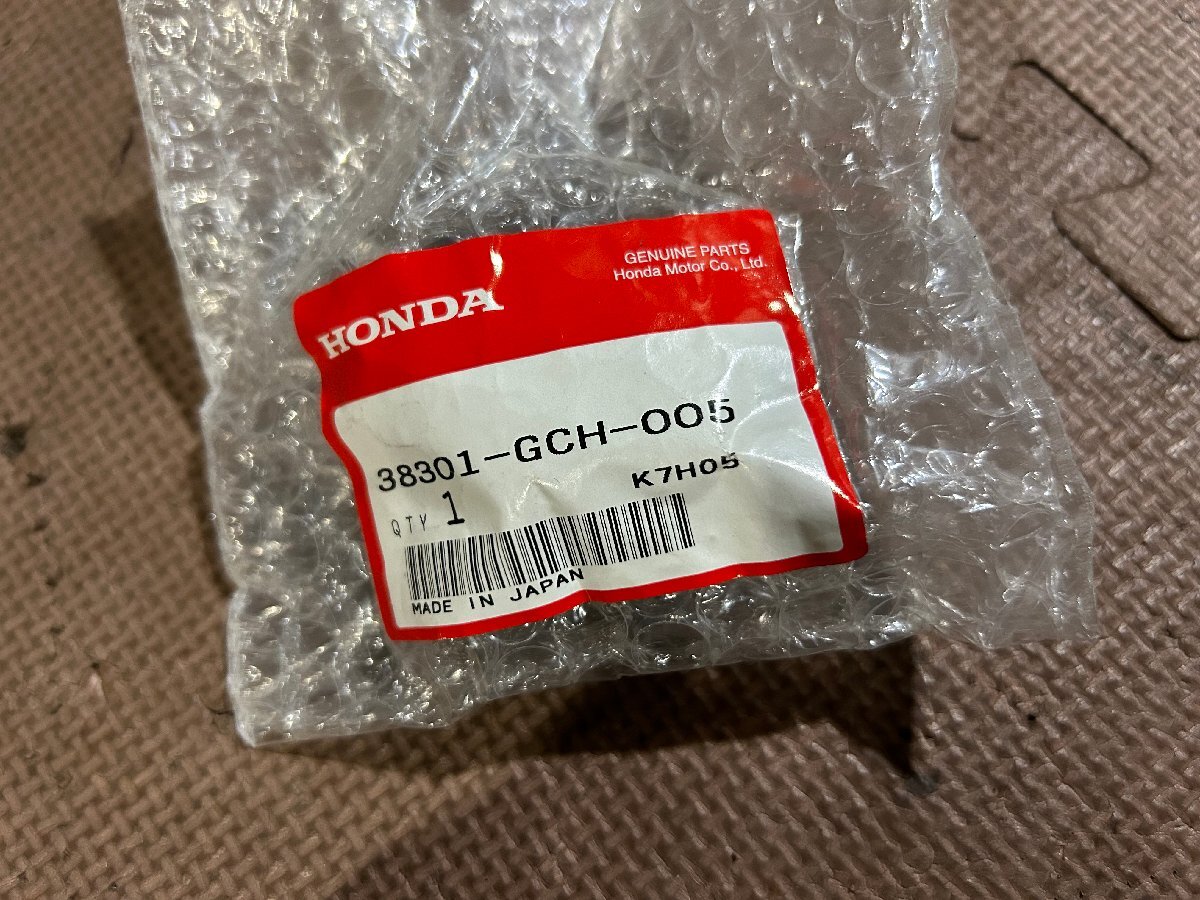 GENUINE PARTS
Honda Motor Co., Ltd.
HONDA
38301-GCH-005
K7H05
QTY 1
MADE IN JAPAN